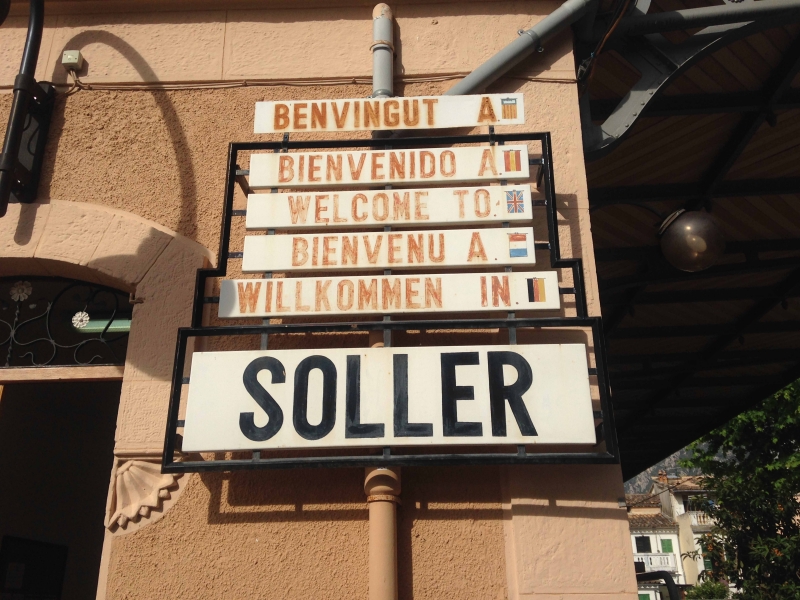 BENVINGUT A.
BIENVENIDO A.
WELCOME TO.
BIENVENU A.
WILLKOMMEN IN.
SOLLER